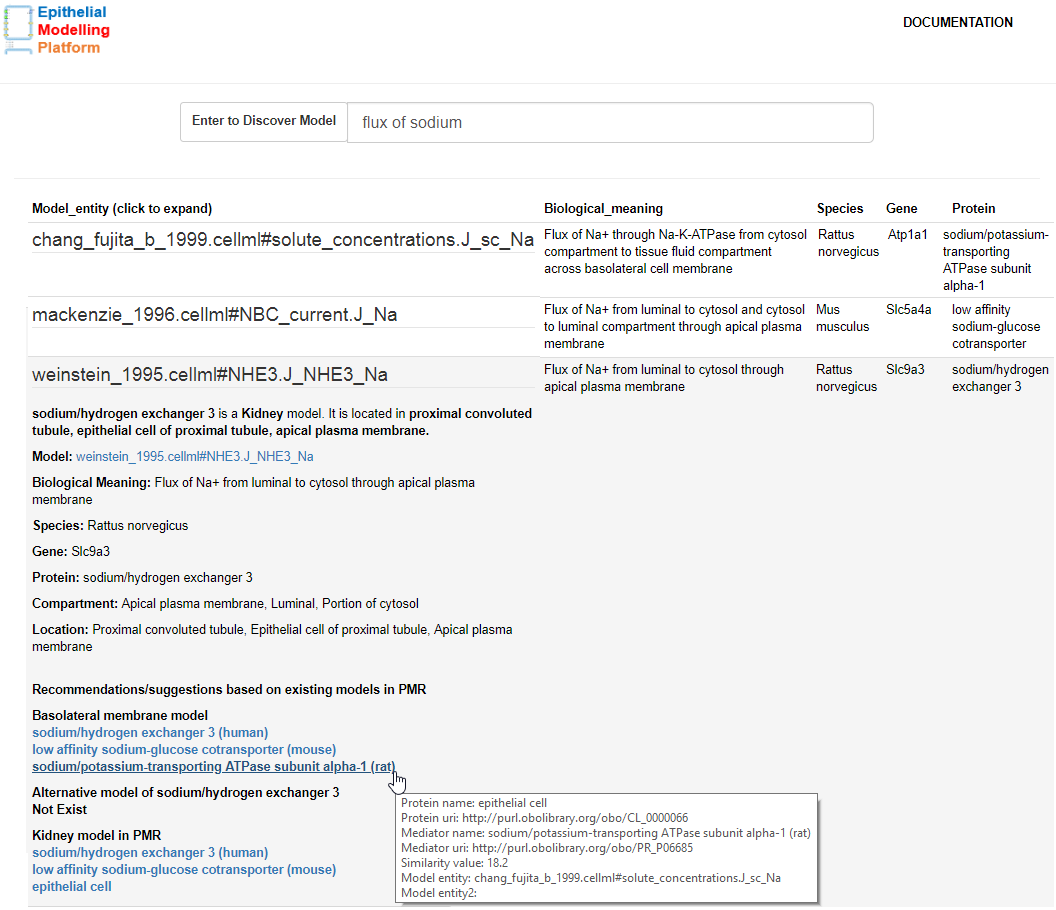 Epithelial
Modelling
Platform
DOCUMENTATION
Enter to Discover Model
flux of sodium
Model_entity (click to expand) Biological_meaning Species Gene Protein
chang_fujita_b_1999.cellml#solute_concentrations.J_sc_Na
Flux of Na+ through Na-K-ATPase from cytosol
compartment to tissue fluid compartment
across basolateral cell membrane
Rattus
norvegicus
Atp1a1
sodium/potassium-
transporting
ATPase subunit
alpha-1
mackenzie_1996.cellml#NBC_current.J_Na
Flux of Na+ from luminal to cytosol and cytosol
to luminal compartment through apical plasma
membrane
Mus
musculus
Slc5a4a
low affinity
sodium-glucose
cotransporter
weinstein_1995.cellml#NHE3.J_NHE3_Na
Flux of Na+ from luminal to cytosol through
apical plasma membrane
Rattus
norvegicus
Slc9a3
sodium/hydrogen
exchanger 3
sodium/hydrogen exchanger 3 is a Kidney model. It is located in proximal convoluted
tubule, epithelial cell of proximal tubule, apical plasma membrane.
Model: weinstein_1995.cellml#NHE3.J_NHE3_Na
Biological Meaning: Flux of Na+ from luminal to cytosol through apical plasma
membrane
Species: Rattus norvegicus
Gene: Slc9a3
Protein: sodium/hydrogen exchanger 3
Compartment: Apical plasma membrane, Luminal, Portion of cytosol
Location: Proximal convoluted tubule, Epithelial cell of proximal tubule, Apical plasma
membrane
Recommendations/suggestions based on existing models in PMR
Basolateral membrane model
sodium/hydrogen exchanger 3 (human)
low affinity sodium-glucose cotransporter (mouse)
sodium/potassium-transporting ATPase subunit alpha-1 (rat)
Alternative model of sodium/hydrogen exchanger 3
Not Exist
Kidney model in PMR
sodium/hydrogen exchanger 3 (human)
low affinity sodium-glucose cotransporter (mouse)
epithelial cell
Protein name: epithelial cell
Protein uri: http://purl.obolibrary.org/obo/CL_0000066
Mediator name: sodium/potassium-transporting ATPase subunit alpha-1 (rat)
Mediator uri: http://purl.obolibrary.org/obo/PR_P06685
Similarity value: 18.2
Model entity: chang_fujita_b_1999.cellml#solute_concentrations.J_sc_Na
Model entity2: